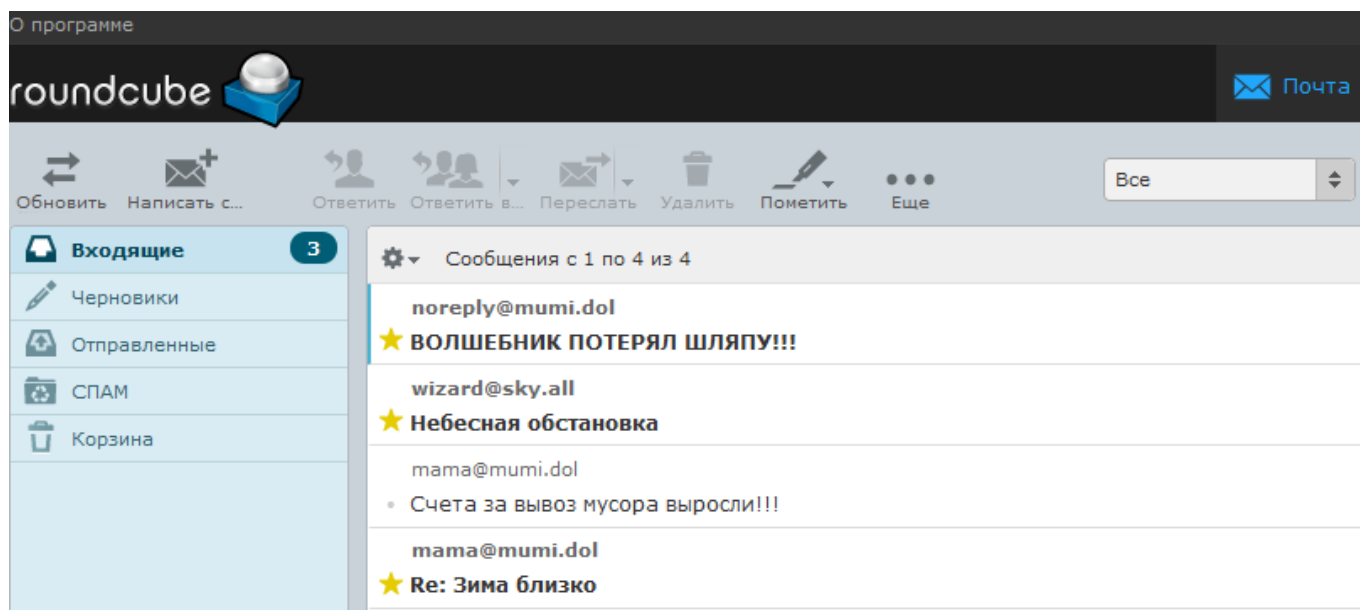 О программе
roundcube
Почта
Обновить Написать с... Ответить Ответить в... Переслать Удалить Пометить Еще
Все
Входящие 3
Черновики
Отправленные
СПАМ
Корзина
Сообщения с 1 по 4 из 4
noreply@mumi.dol
ВОЛШЕБНИК ПОТЕРЯЛ ШЛЯПУ!!!
wizard@sky.all
Небесная обстановка
mama@mumi.dol
Счета за вывоз мусора выросли!!!
mama@mumi.dol
Re: Зима близко